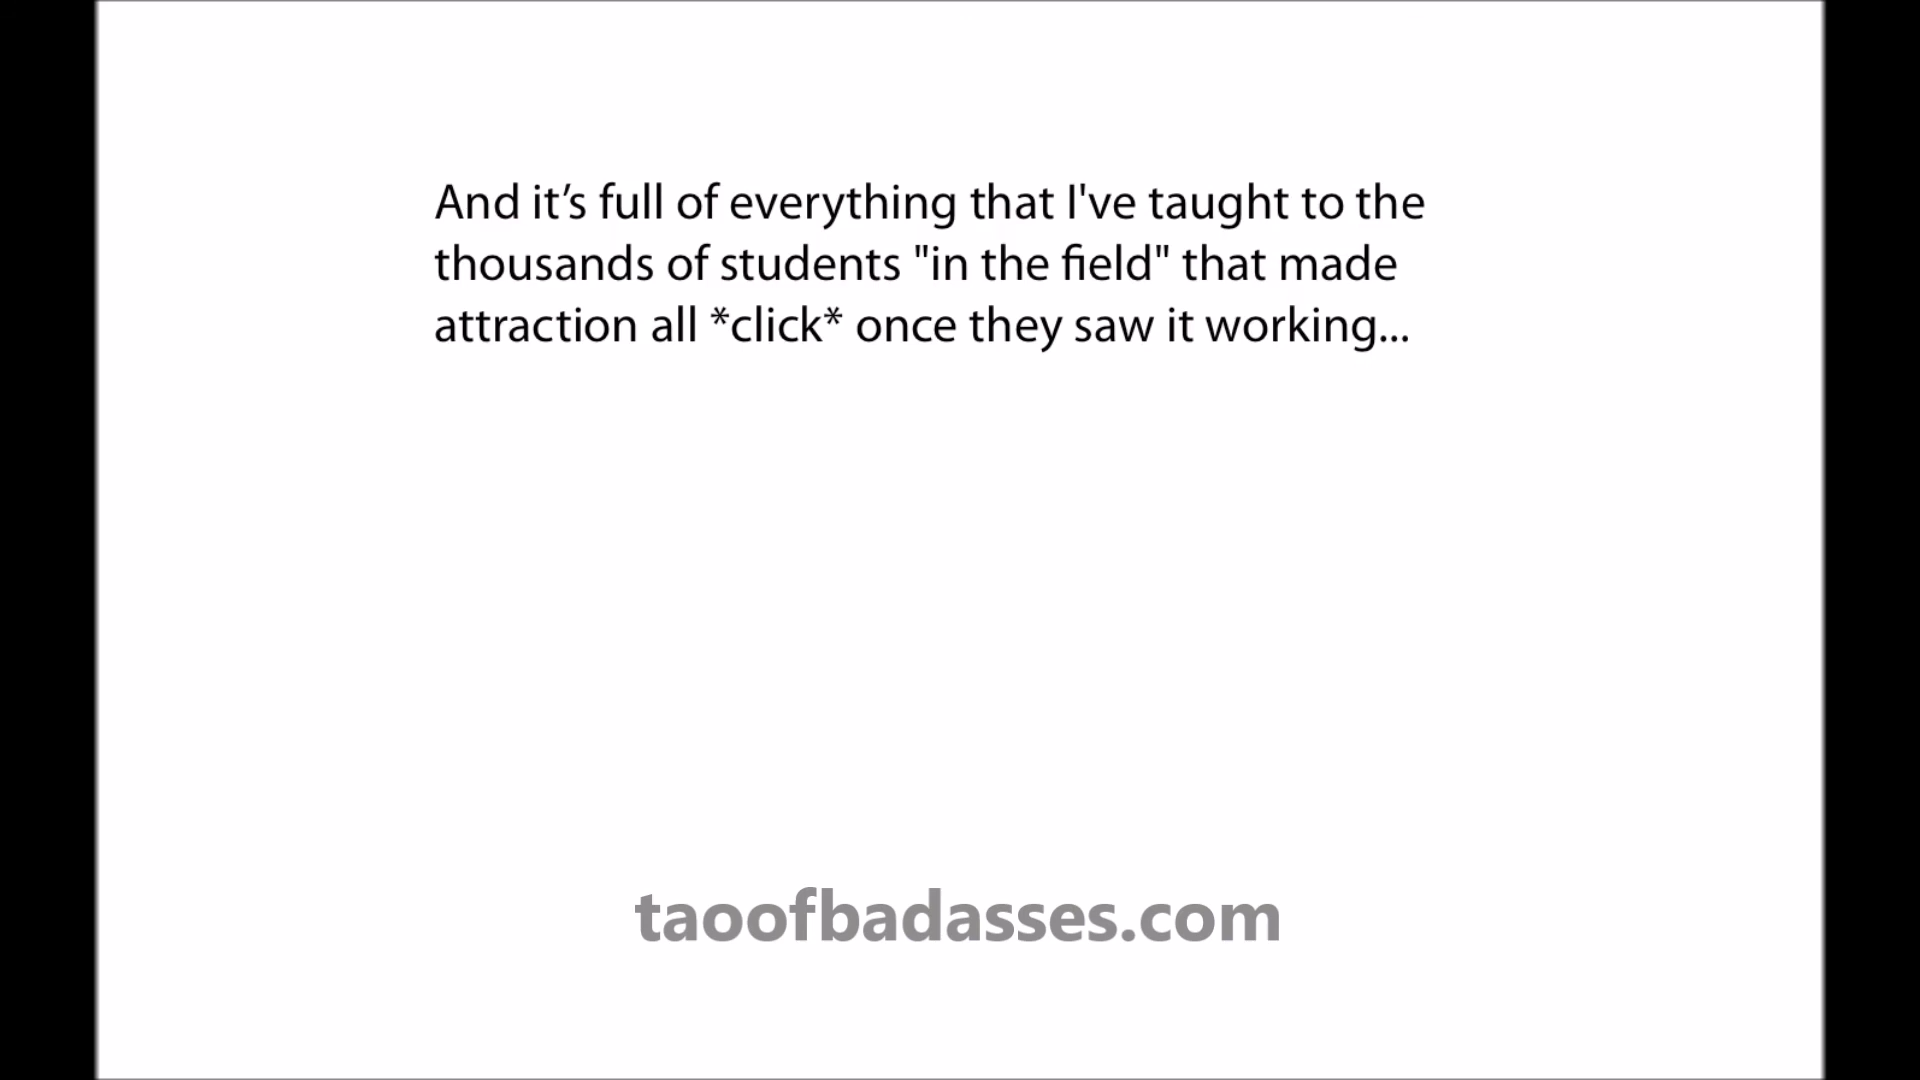 And it’s full of everything that I've taught to the
thousands of students "in the field" that made
attraction all *click* once they saw it working...
taoofbadasses.com